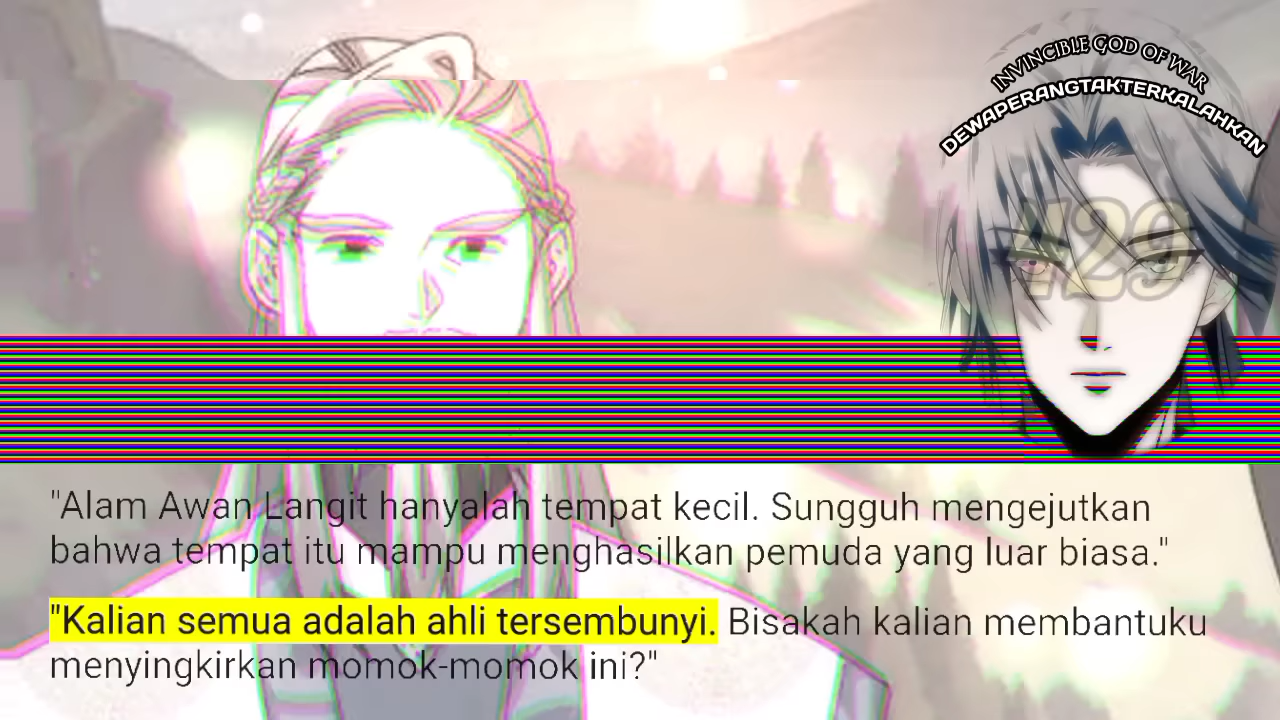 INVINCIBLE GOD OF WAR
DEWAPERANGTAKTERKALAHKAN
#29
"Alam Awan Langit hanyalah tempat kecil. Sungguh mengejutkan
bahwa tempat itu mampu menghasilkan pemuda yang luar biasa."
"Kalian semua adalah ahli tersembunyi. Bisakah kalian membantuku
menyingkirkan momok-momok ini?"